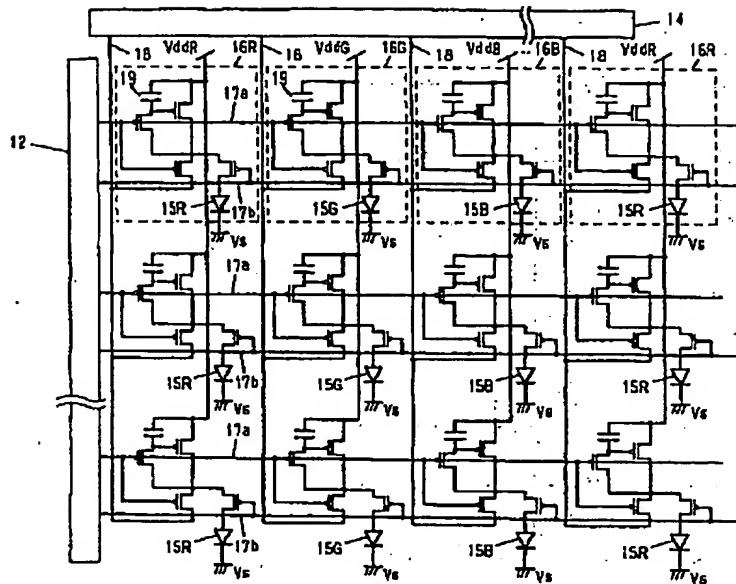 14
18 VddR 16R 18 VddG 16G 18 VddB 16B 18 VddR 16R
19 19
17a
12
15R 17b 15G 15B 15R
Vs Vs Vs Vs
17a
15R 17b 15G 15B 15R
Vs Vs Vs Vs
17a
15R 17b 15G 15B 15R
Vs Vs Vs Vs